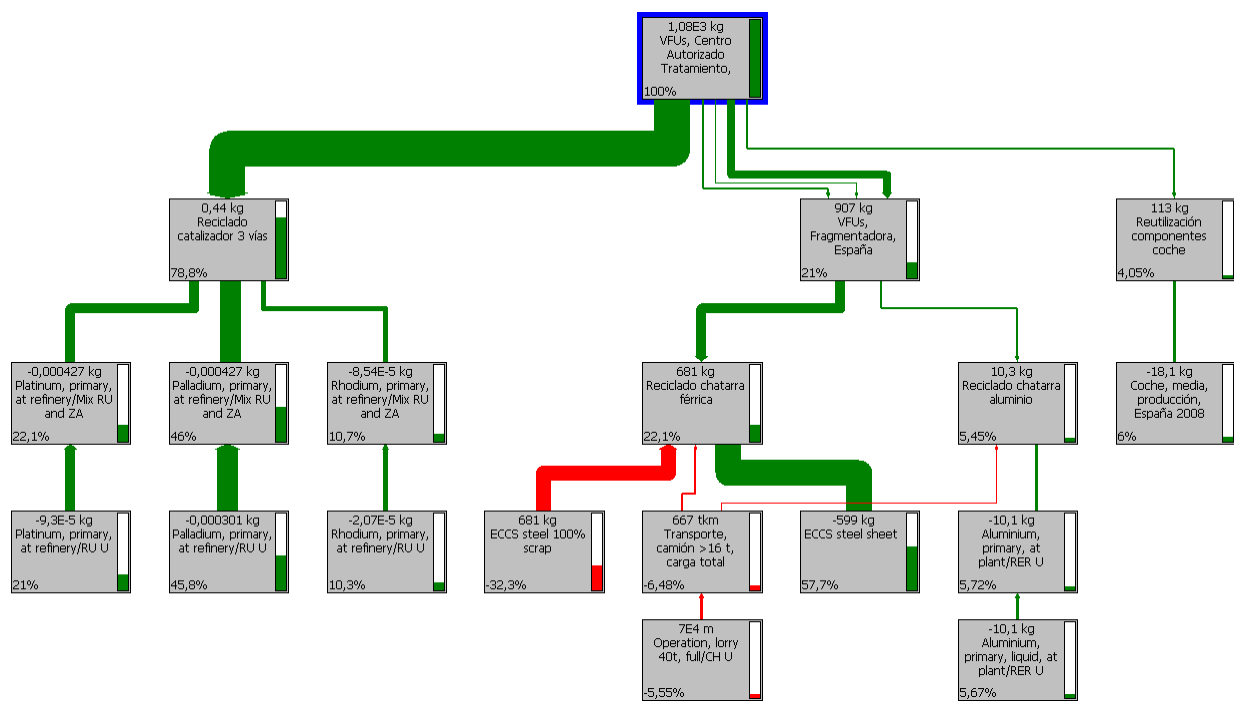 1,08E3 kg
VFUs, Centro
Autorizado
Tratamiento,
100%
0,44 kg
Reciclado
catalizador 3 vías
78,8%
907 kg
VFUs,
Fragmentadora,
España
21%
113 kg
Reutilización
componentes
coche
4,05%
-0,000427 kg
Platinum, primary,
at refinery/Mix RU
and ZA
22,1%
-0,000427 kg
Palladium, primary,
at refinery/Mix RU
and ZA
46%
-8,54E-5 kg
Rhodium, primary,
at refinery/Mix RU
and ZA
10,7%
681 kg
Reciclado chatarra
férrica
22,1%
10,3 kg
Reciclado chatarra
aluminio
5,45%
-18,1 kg
Coche, media,
producción,
España 2008
6%
-9,3E-5 kg
Platinum, primary,
at refinery/RU U
21%
-0,000301 kg
Palladium, primary,
at refinery/RU U
45,8%
-2,07E-5 kg
Rhodium, primary,
at refinery/RU U
10,3%
681 kg
ECCS steel 100%
scrap
-32,3%
667 tkm
Transporte,
camión >16 t,
carga total
-6,48%
-599 kg
ECCS steel sheet
57,7%
-10,1 kg
Aluminium,
primary, at
plant/RER U
5,72%
7E4 m
Operation, lorry
40t, full/CH U
-5,55%
-10,1 kg
Aluminium,
primary, liquid, at
plant/RER U
5,67%